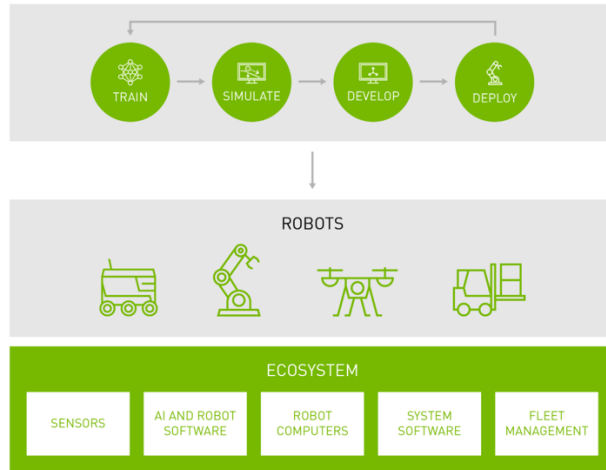 TRAIN
SIMULATE
DEVELOP
DEPLOY
ROBOTS
ECOSYSTEM
SENSORS
AI AND ROBOT
SOFTWARE
ROBOT
COMPUTERS
SYSTEM
SOFTWARE
FLEET
MANAGEMENT